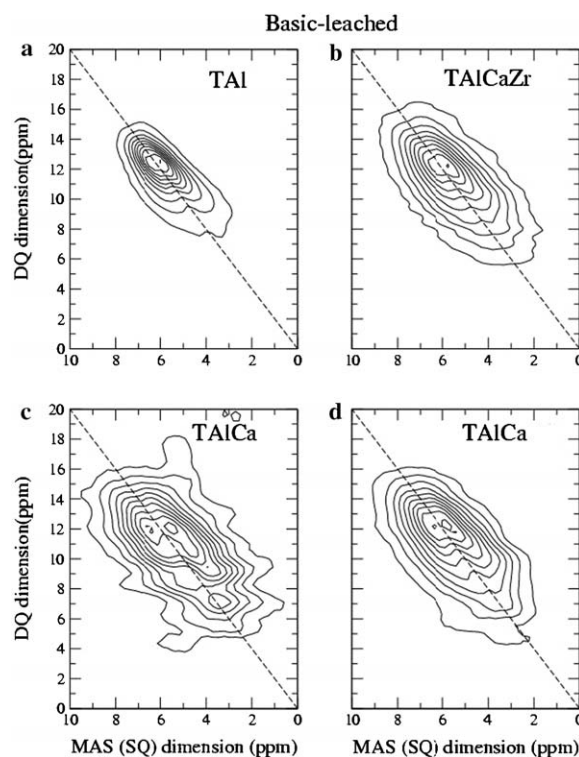 Basic-leached
a
b
TAl
TAlCaZr
DQ dimension(ppm)
20
18
16
14
12
10
8
6
4
2
0
10 8 6 4 2 0
10 8 6 4 2 0
c
d
TAlCa
TAlCa
DQ dimension(ppm)
20
18
16
14
12
10
8
6
4
2
0
10 8 6 4 2 0
10 8 6 4 2 0
MAS (SQ) dimension (ppm)
MAS (SQ) dimension (ppm)